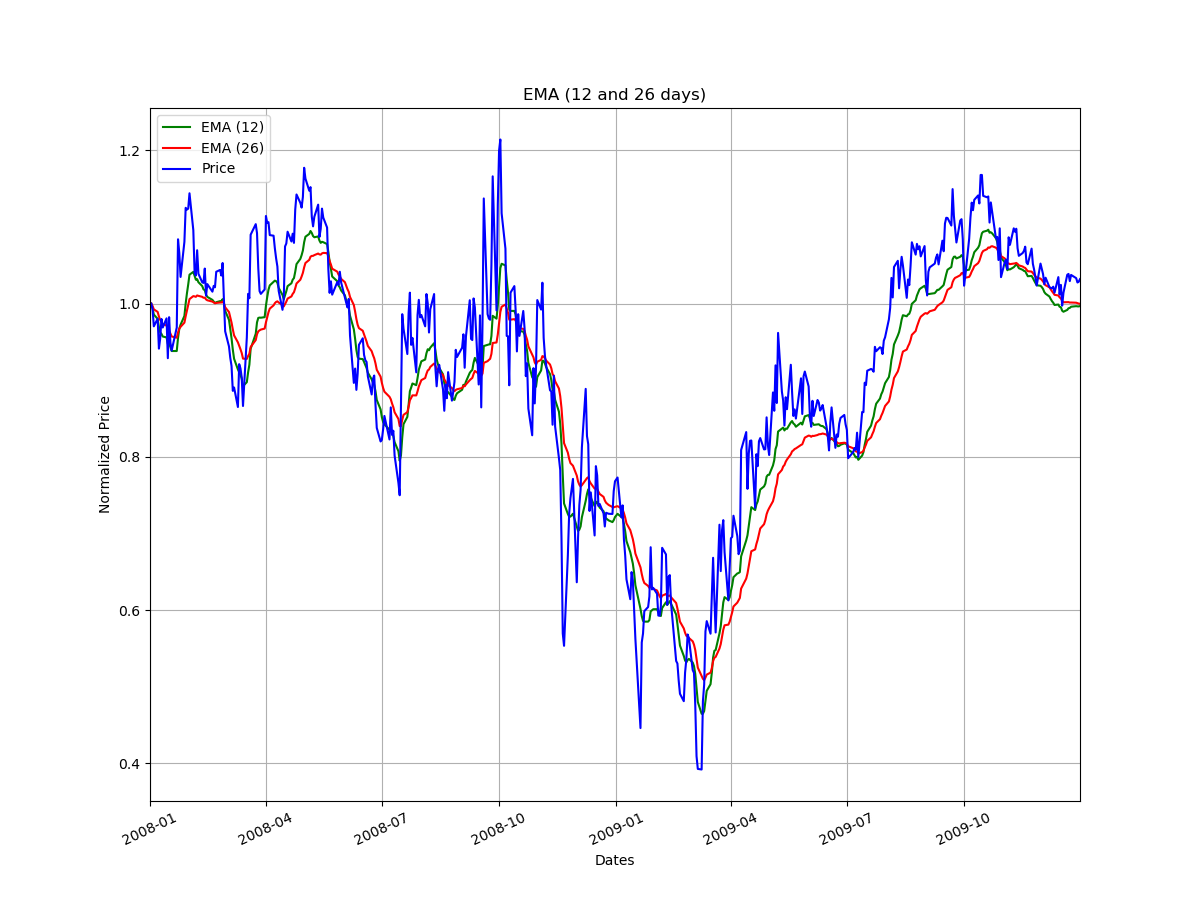 EMA (12 and 26 days)
EMA (12)
EMA (26)
Price
Normalized Price
1.2
1.0
0.8
0.6
0.4
2008-01
2008-04
2008-07
2008-10
2009-01
2009-04
2009-07
2009-10
Dates